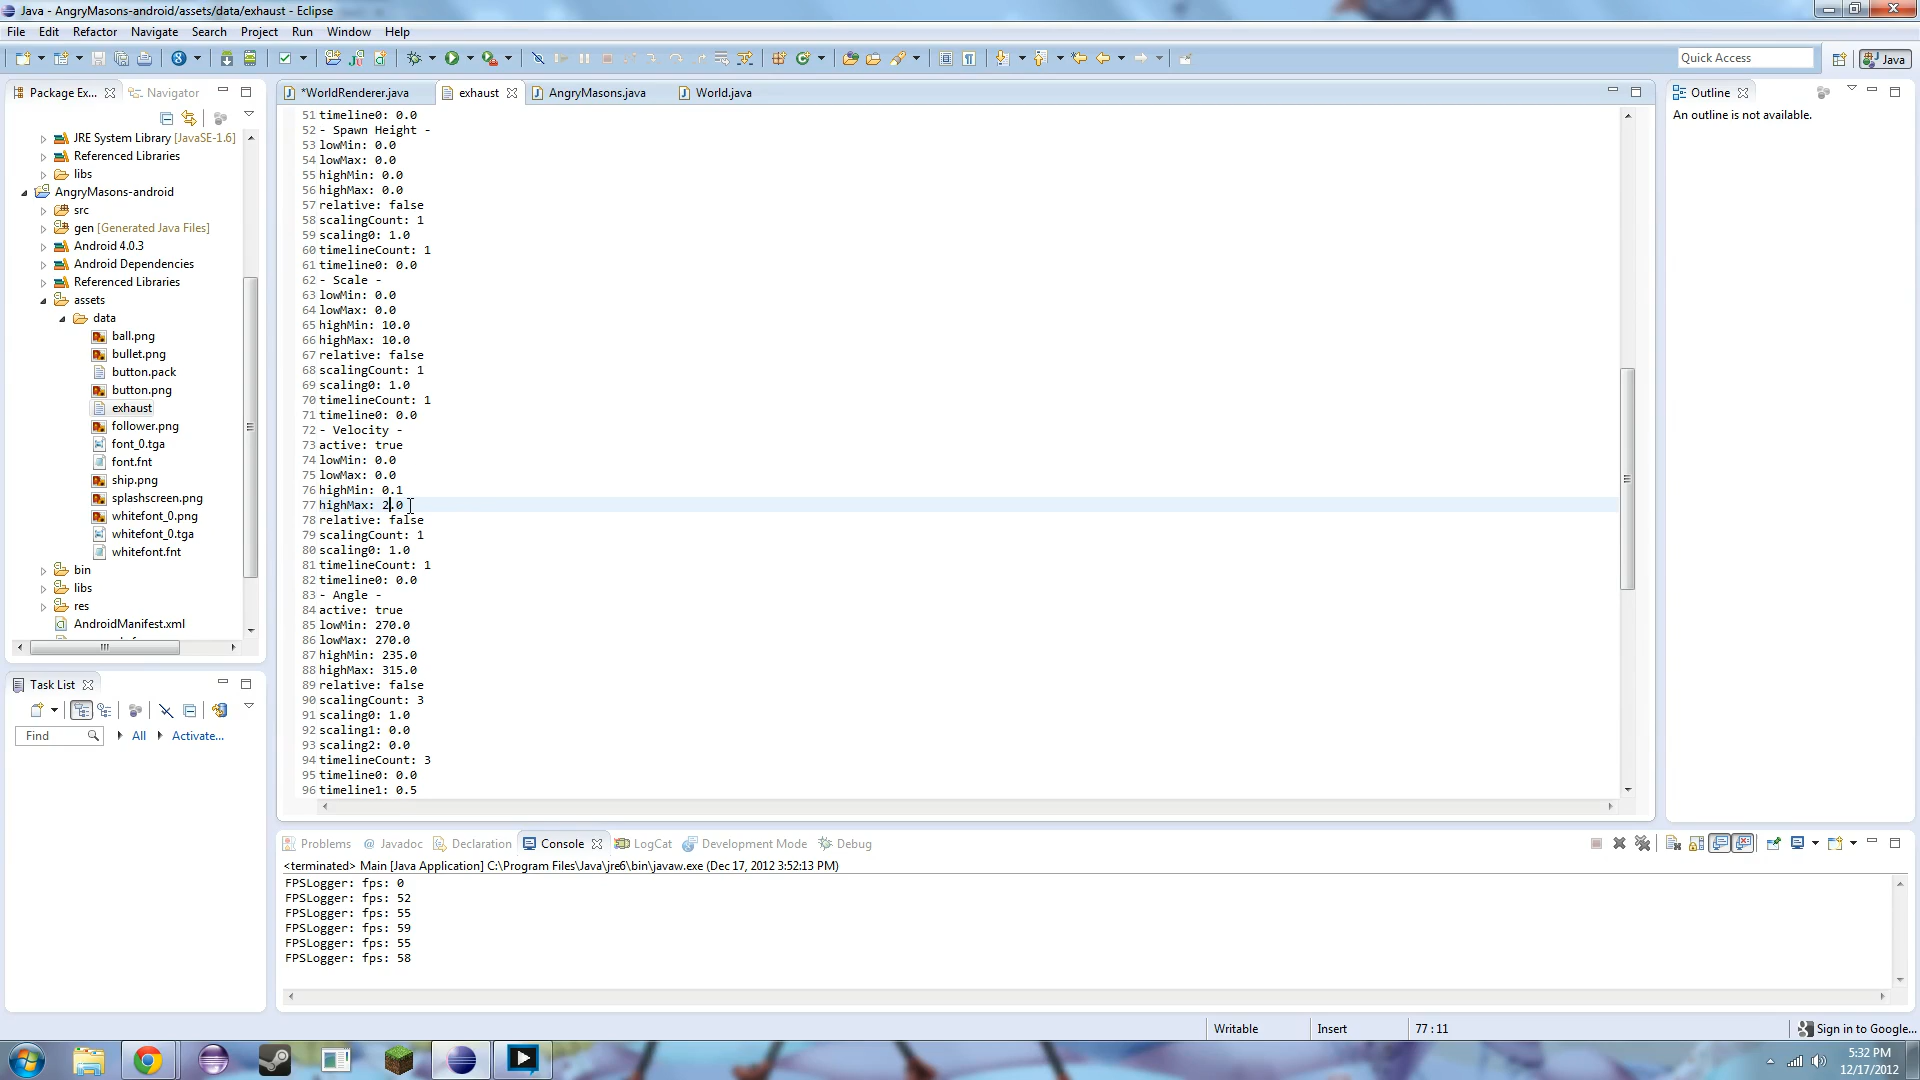 Java - AngryMasons-android/assets/data/exhaust - Eclipse
File Edit Refactor Navigate Search Project Run Window Help
Quick Access
Java
Package Ex...
Navigator
JRE System Library [JavaSE-1.6]
Referenced Libraries
libs
AngryMasons-android
src
gen [Generated Java Files]
Android 4.0.3
Android Dependencies
Referenced Libraries
assets
data
ball.png
bullet.png
button.pack
button.png
exhaust
follower.png
font_0.tga
font.fnt
ship.png
splashscreen.png
whitefont_0.png
whitefont_0.tga
whitefont.fnt
bin
libs
res
AndroidManifest.xml
Task List
Find
All
Activate...
*WorldRenderer.java
exhaust
AngryMasons.java
World.java
51 timeline0: 0.0
52 - Spawn Height -
53 lowMin: 0.0
54 lowMax: 0.0
55 highMin: 0.0
56 highMax: 0.0
57 relative: false
58 scalingCount: 1
59 scaling0: 1.0
60 timelineCount: 1
61 timeline0: 0.0
62 - Scale -
63 lowMin: 0.0
64 lowMax: 0.0
65 highMin: 10.0
66 highMax: 10.0
67 relative: false
68 scalingCount: 1
69 scaling0: 1.0
70 timelineCount: 1
71 timeline0: 0.0
72 - Velocity -
73 active: true
74 lowMin: 0.0
75 lowMax: 0.0
76 highMin: 0.1
77 highMax: 2.0
78 relative: false
79 scalingCount: 1
80 scaling0: 1.0
81 timelineCount: 1
82 timeline0: 0.0
83 - Angle -
84 active: true
85 lowMin: 270.0
86 lowMax: 270.0
87 highMin: 235.0
88 highMax: 315.0
89 relative: false
90 scalingCount: 3
91 scaling0: 1.0
92 scaling1: 0.0
93 scaling2: 0.0
94 timelineCount: 3
95 timeline0: 0.0
96 timeline1: 0.5
Outline
An outline is not available.
Problems @ Javadoc Declaration Console LogCat Development Mode Debug
<terminated> Main [Java Application] C:\Program Files\Java\jre6\bin\javaw.exe (Dec 17, 2012 3:52:13 PM)
FPSLogger: fps: 0
FPSLogger: fps: 52
FPSLogger: fps: 55
FPSLogger: fps: 59
FPSLogger: fps: 55
FPSLogger: fps: 58
Writable
Insert
77 : 11
Sign in to Google...
5:32 PM
12/17/2012